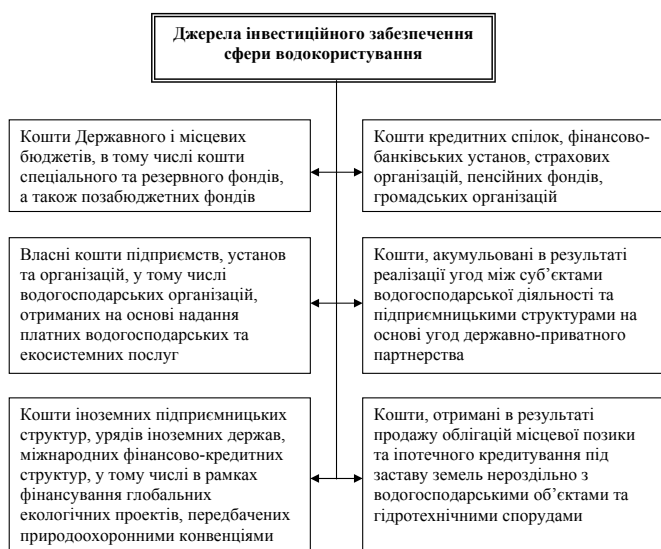 Джерела інвестиційного забезпечення
сфери водокористування
Кошти Державного і місцевих
бюджетів, в тому числі кошти
спеціального та резервного фондів,
а також позабюджетних фондів
Кошти кредитних спілок, фінансово-
банківських установ, страхових
організацій, пенсійних фондів,
громадських організацій
Власні кошти підприємств, установ
та організацій, у тому числі
водогосподарських організацій,
отриманих на основі надання
платних водогосподарських та
екосистемних послуг
Кошти, акумульовані в результаті
реалізації угод між суб’єктами
водогосподарської діяльності та
підприємницькими структурами на
основі угод державно-приватного
партнерства
Кошти іноземних підприємницьких
структур, урядів іноземних держав,
міжнародних фінансово-кредитних
структур, у тому числі в рамках
фінансування глобальних
екологічних проектів, передбачених
природоохоронними конвенціями
Кошти, отримані в результаті
продажу облігацій місцевої позики
та іпотечного кредитування під
заставу земель нероздільно з
водогосподарськими об’єктами та
гідротехнічними спорудами